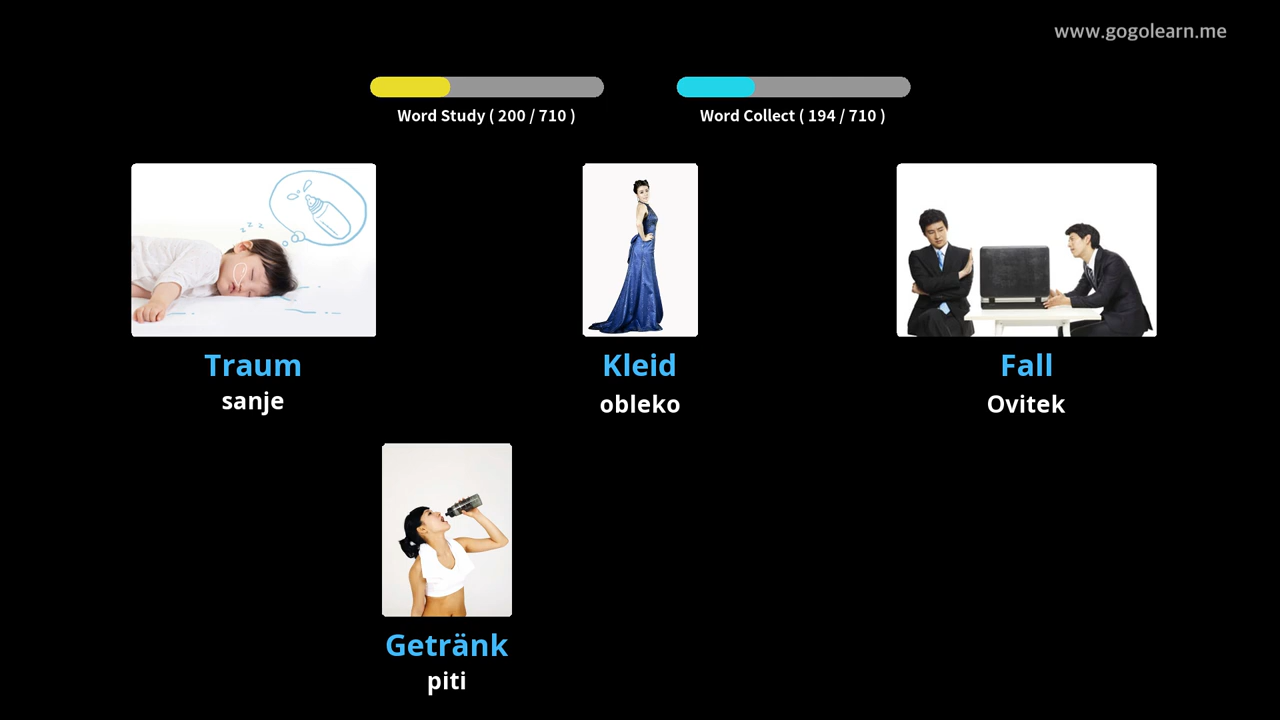 www.gogolearn.me
Word Study ( 200 / 710 )
Word Collect ( 194 / 710 )
z z z
Traum
sanje
Kleid
obleko
Fall
Ovitek
Getränk
piti